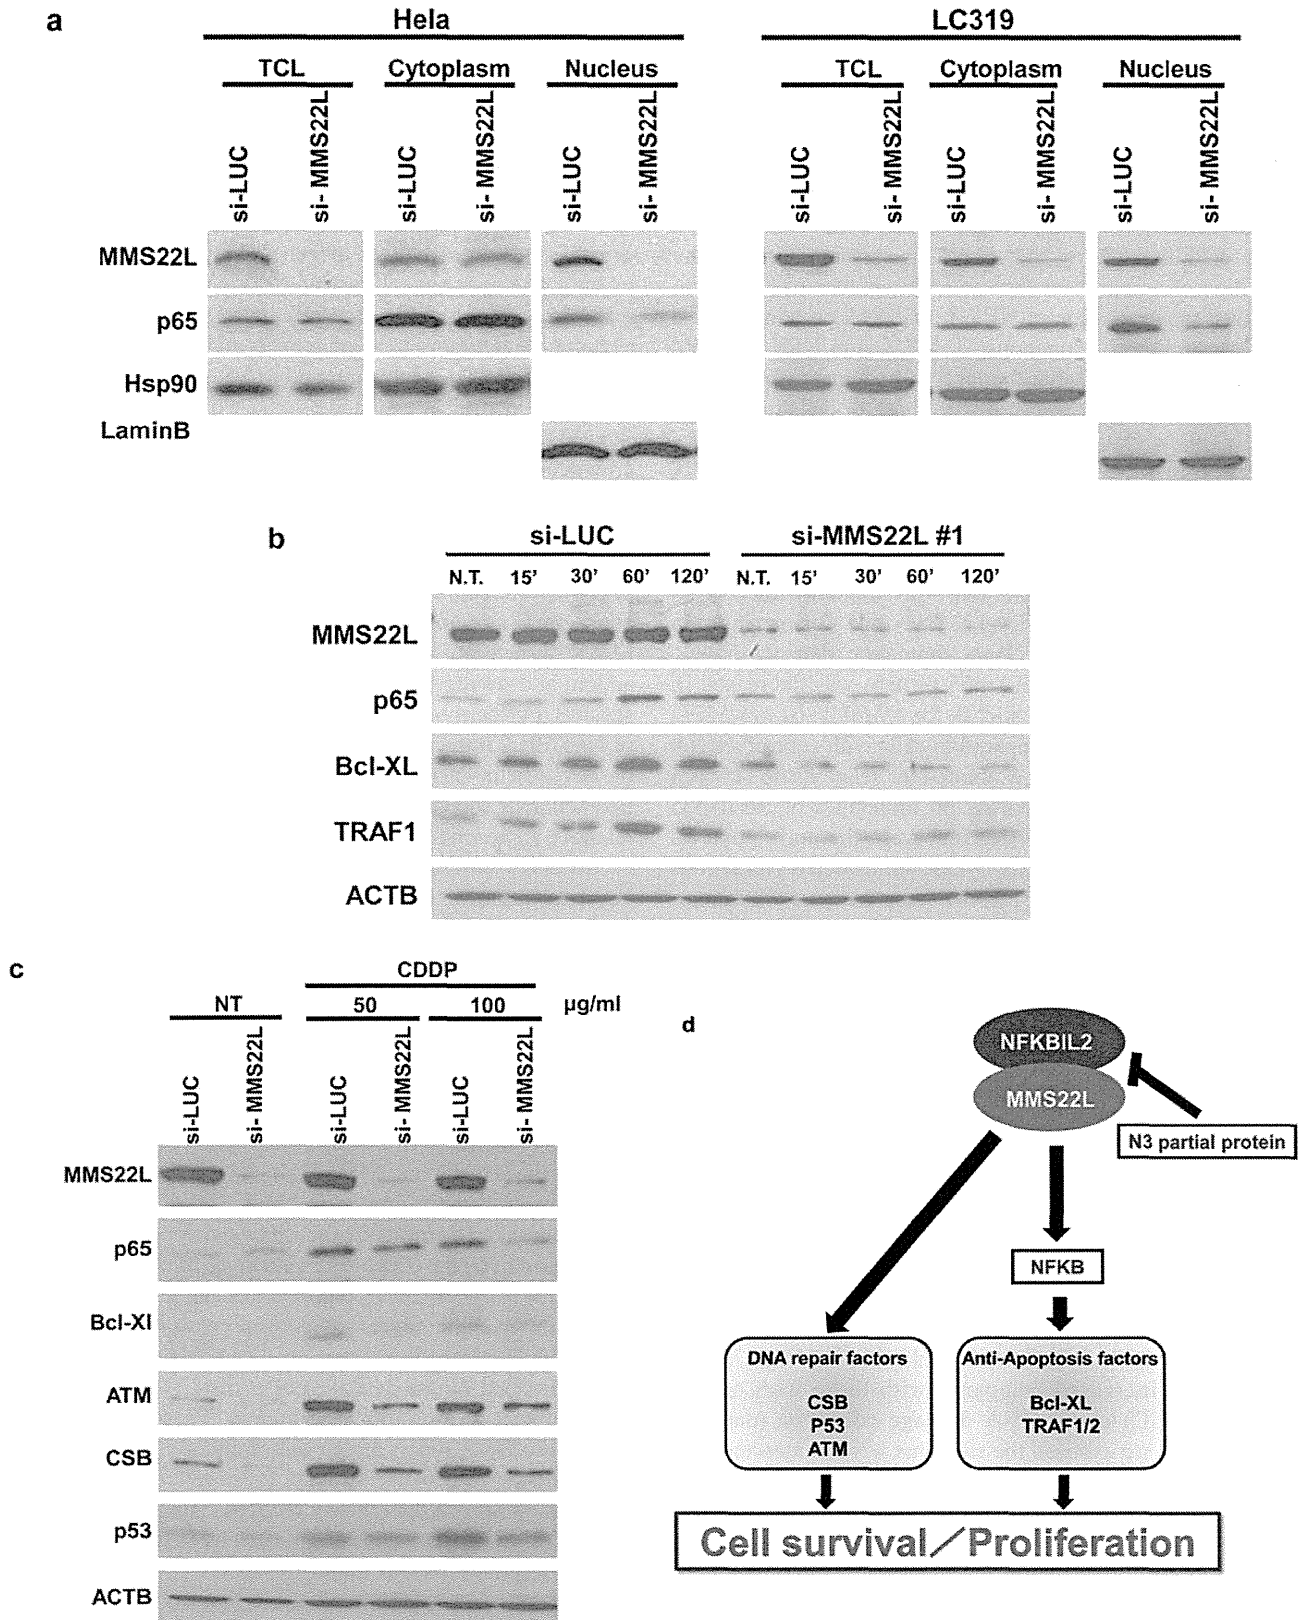 a
Hela
LC319
TCL
Cytoplasm
Nucleus
TCL
Cytoplasm
Nucleus
si-LUC
si- MMS22L
si-LUC
si- MMS22L
si-LUC
si- MMS22L
si-LUC
si- MMS22L
si-LUC
si- MMS22L
si-LUC
si- MMS22L
MMS22L
p65
Hsp90
LaminB
b
si-LUC
si-MMS22L #1
N.T. 15' 30' 60' 120' N.T. 15' 30' 60' 120'
MMS22L
p65
Bcl-XL
TRAF1
ACTB
c
CDDP
NT
50
100
µg/ml
si-LUC
si- MMS22L
si-LUC
si- MMS22L
si-LUC
si- MMS22L
MMS22L
p65
Bcl-Xl
ATM
CSB
p53
ACTB
d
NFKBIL2
MMS22L
N3 partial protein
NFKB
DNA repair factors
CSB
P53
ATM
Anti-Apoptosis factors
Bcl-XL
TRAF1/2
Cell survival／Proliferation